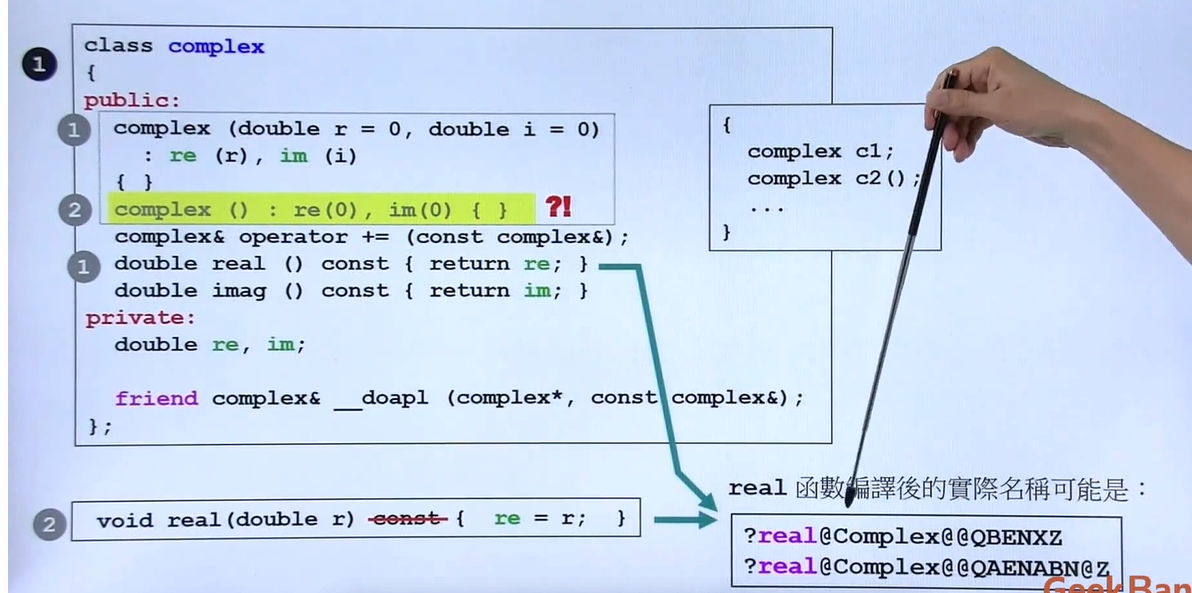 1
class complex
{
public:
1
complex (double r = 0, double i = 0)
: re (r), im (i)
{ }
2
complex () : re(0), im(0) { }
?!
complex& operator += (const complex&);
1
double real () const { return re; }
double imag () const { return im; }
private:
double re, im;
friend complex& __doapl (complex*, const complex&);
};
{
complex c1;
complex c2();
...
}
2
void real(double r) const { re = r; }
real 函數編譯後的實際名稱可能是：
?real@Complex@@QBENXZ
?real@Complex@@QAENABN@Z
GeekBan